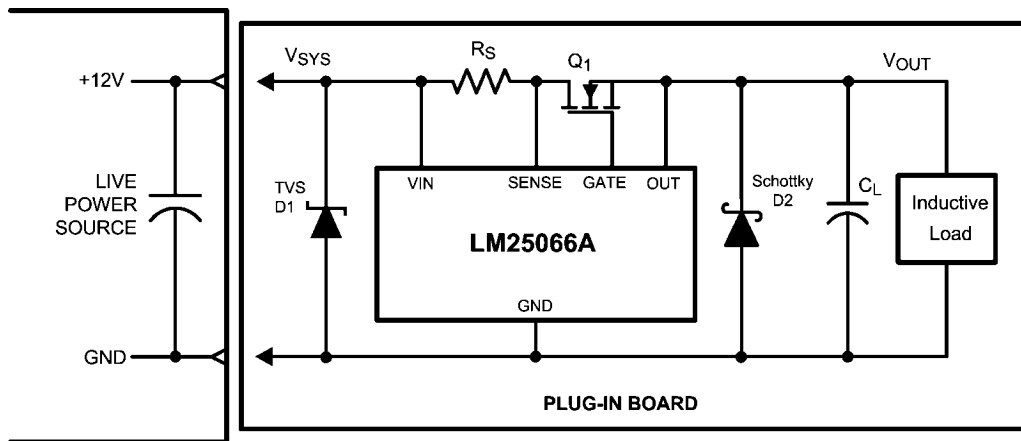 +12V
LIVE
POWER
SOURCE
GND
VSYS
RS
Q1
VOUT
TVS
D1
VIN
SENSE
GATE
OUT
LM25066A
GND
Schottky
D2
CL
Inductive
Load
PLUG-IN BOARD